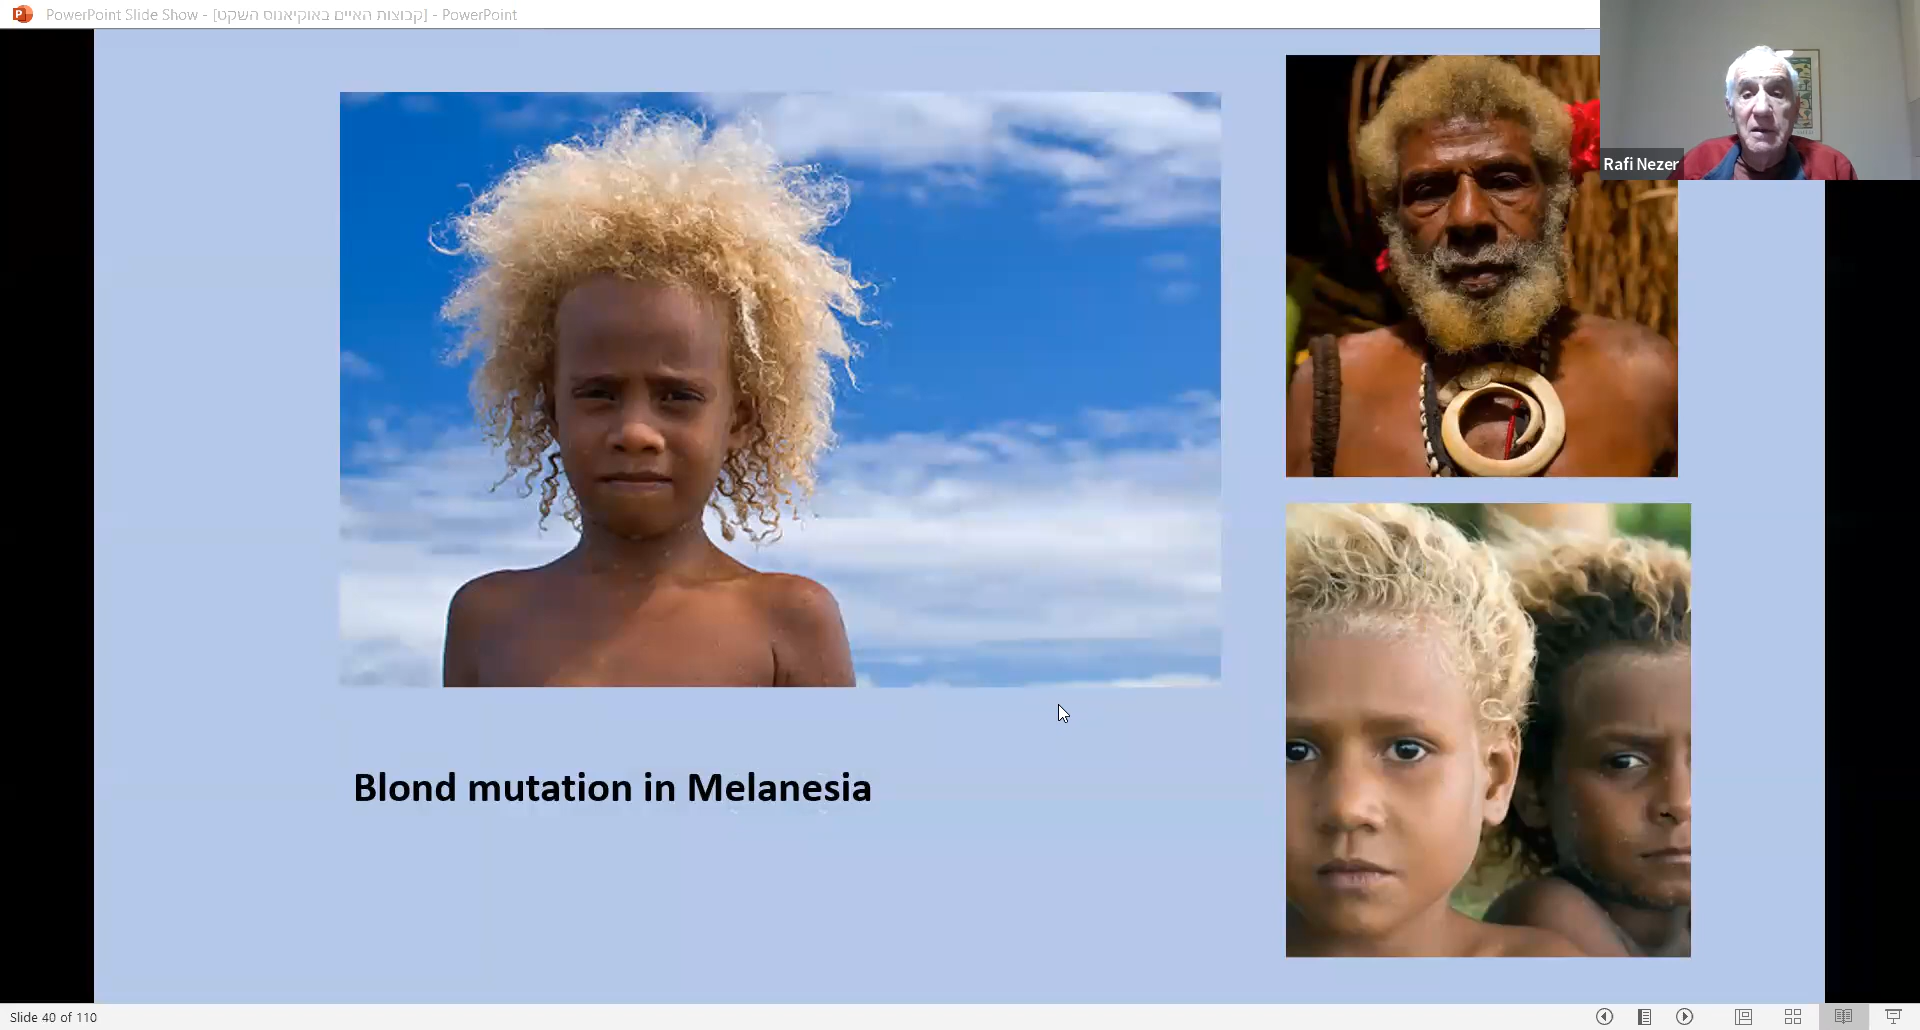 PowerPoint Slide Show - [קבוצות האיים באוקיאנוס השקט] - PowerPoint
Rafi Nezer
Blond mutation in Melanesia
Slide 40 of 110